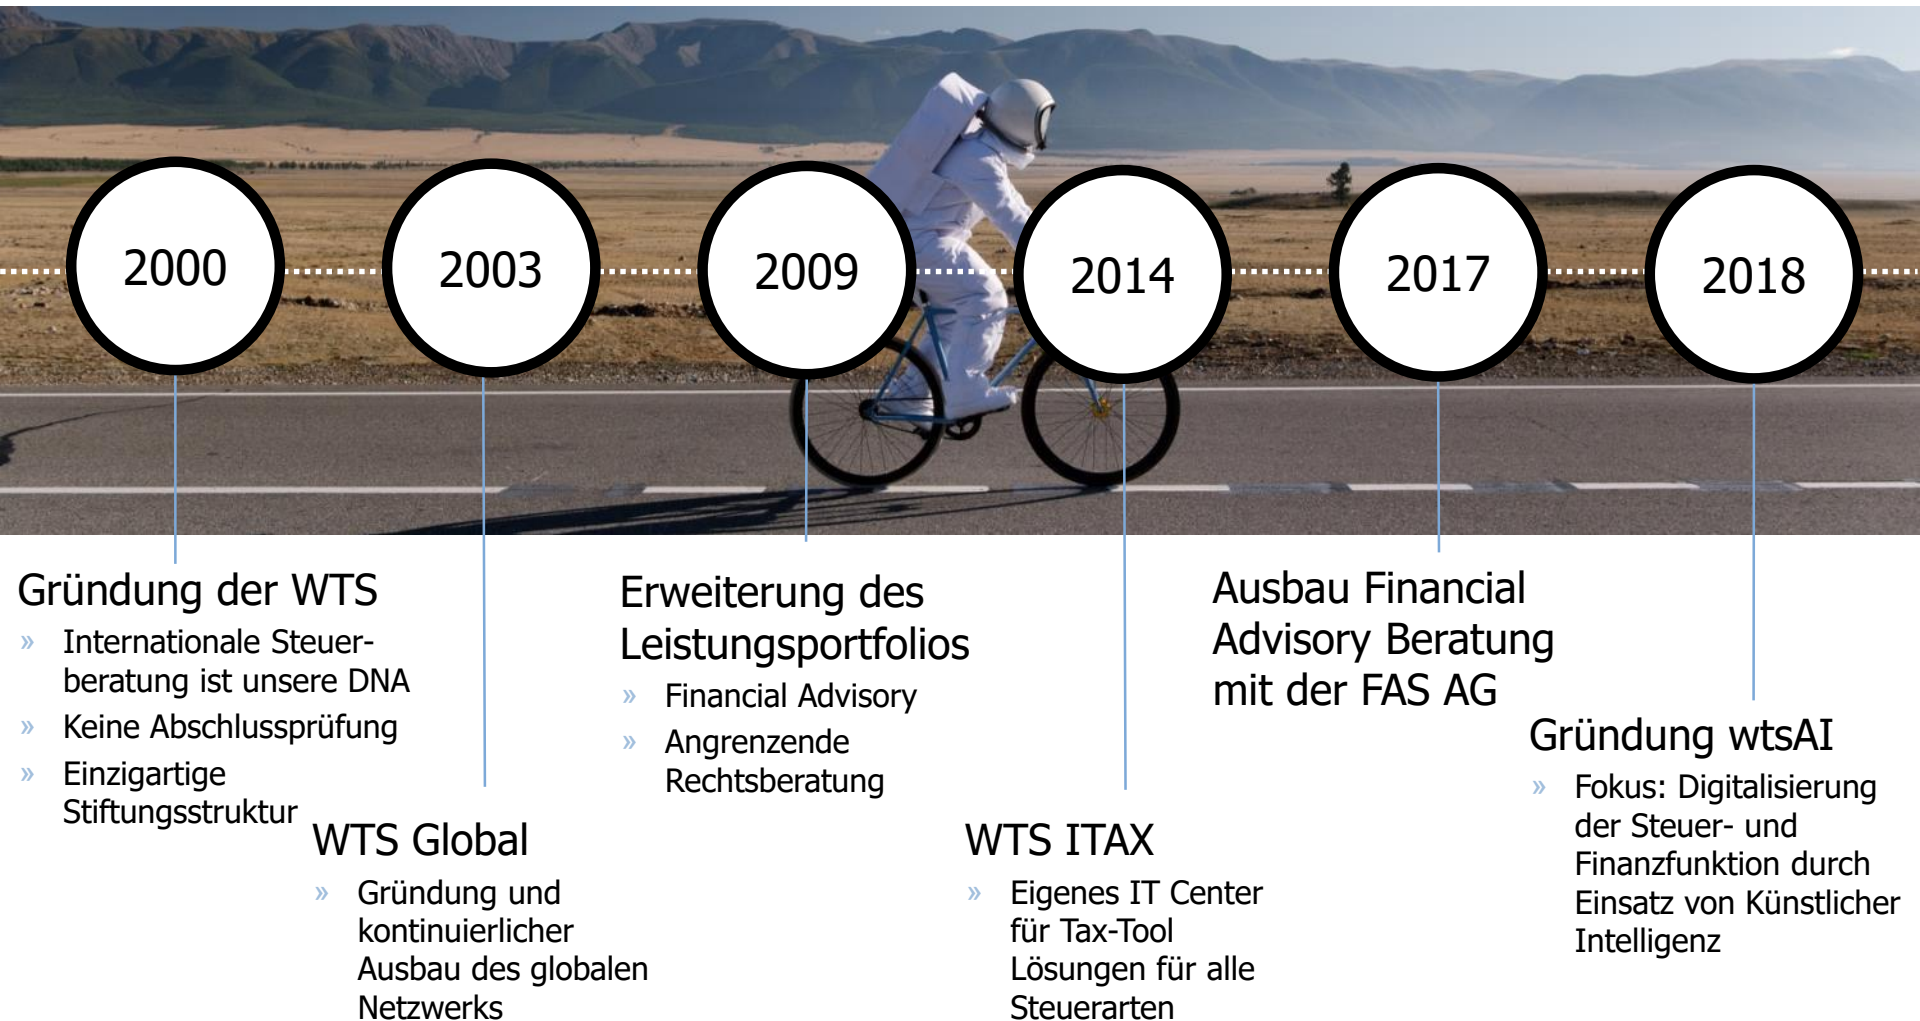 2000
2003
2009
2014
2017
2018
Gründung der WTS
» Internationale Steuer-
beratung ist unsere DNA
» Keine Abschlussprüfung
» Einzigartige
Stiftungsstruktur
WTS Global
» Gründung und
kontinuierlicher
Ausbau des globalen
Netzwerks
Erweiterung des
Leistungsportfolios
» Financial Advisory
» Angrenzende
Rechtsberatung
WTS ITAX
» Eigenes IT Center
für Tax-Tool
Lösungen für alle
Steuerarten
Ausbau Financial
Advisory Beratung
mit der FAS AG
Gründung wtsAI
» Fokus: Digitalisierung
der Steuer- und
Finanzfunktion durch
Einsatz von Künstlicher
Intelligenz